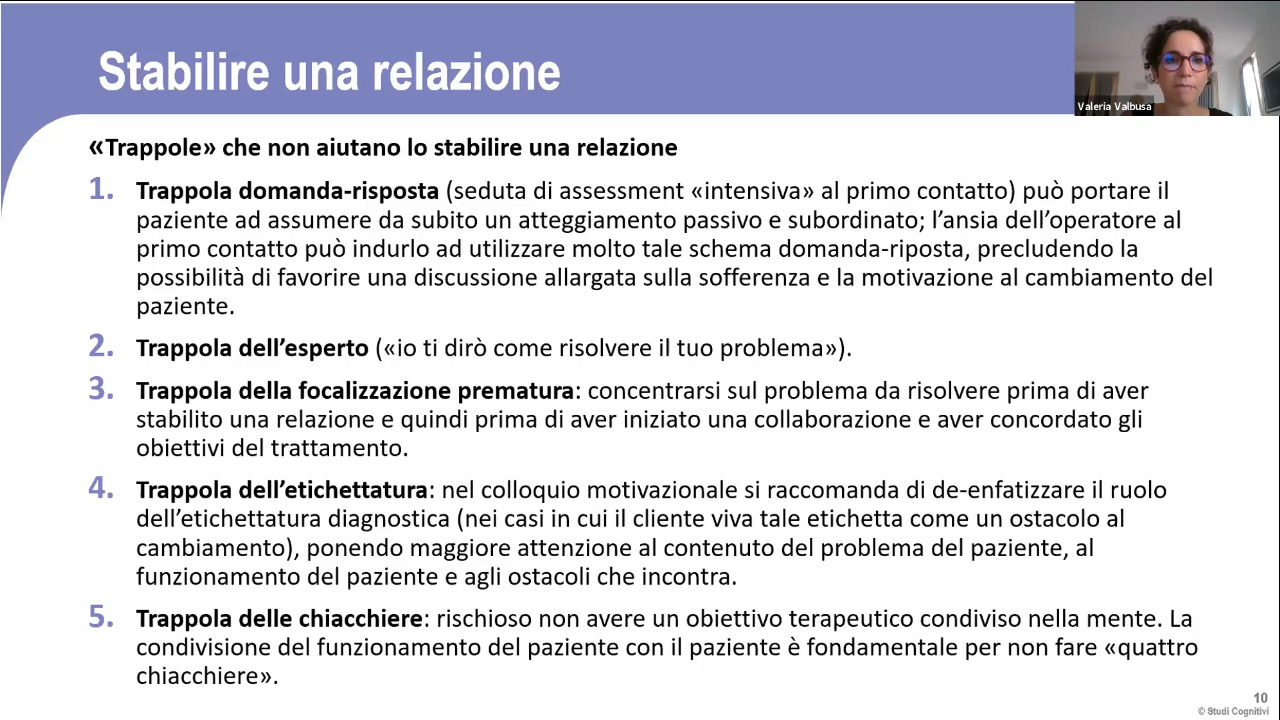 Stabilire una relazione
Valeria Valbusa
«Trappole» che non aiutano lo stabilire una relazione
1. Trappola domanda-risposta (seduta di assessment «intensiva» al primo contatto) può portare il
paziente ad assumere da subito un atteggiamento passivo e subordinato; l’ansia dell’operatore al
primo contatto può indurlo ad utilizzare molto tale schema domanda-riposta, precludendo la
possibilità di favorire una discussione allargata sulla sofferenza e la motivazione al cambiamento del
paziente.
2. Trappola dell’esperto («io ti dirò come risolvere il tuo problema»).
3. Trappola della focalizzazione prematura: concentrarsi sul problema da risolvere prima di aver
stabilito una relazione e quindi prima di aver iniziato una collaborazione e aver concordato gli
obiettivi del trattamento.
4. Trappola dell’etichettatura: nel colloquio motivazionale si raccomanda di de-enfatizzare il ruolo
dell’etichettatura diagnostica (nei casi in cui il cliente viva tale etichetta come un ostacolo al
cambiamento), ponendo maggiore attenzione al contenuto del problema del paziente, al
funzionamento del paziente e agli ostacoli che incontra.
5. Trappola delle chiacchiere: rischioso non avere un obiettivo terapeutico condiviso nella mente. La
condivisione del funzionamento del paziente con il paziente è fondamentale per non fare «quattro
chiacchiere».
10
© Studi Cognitivi